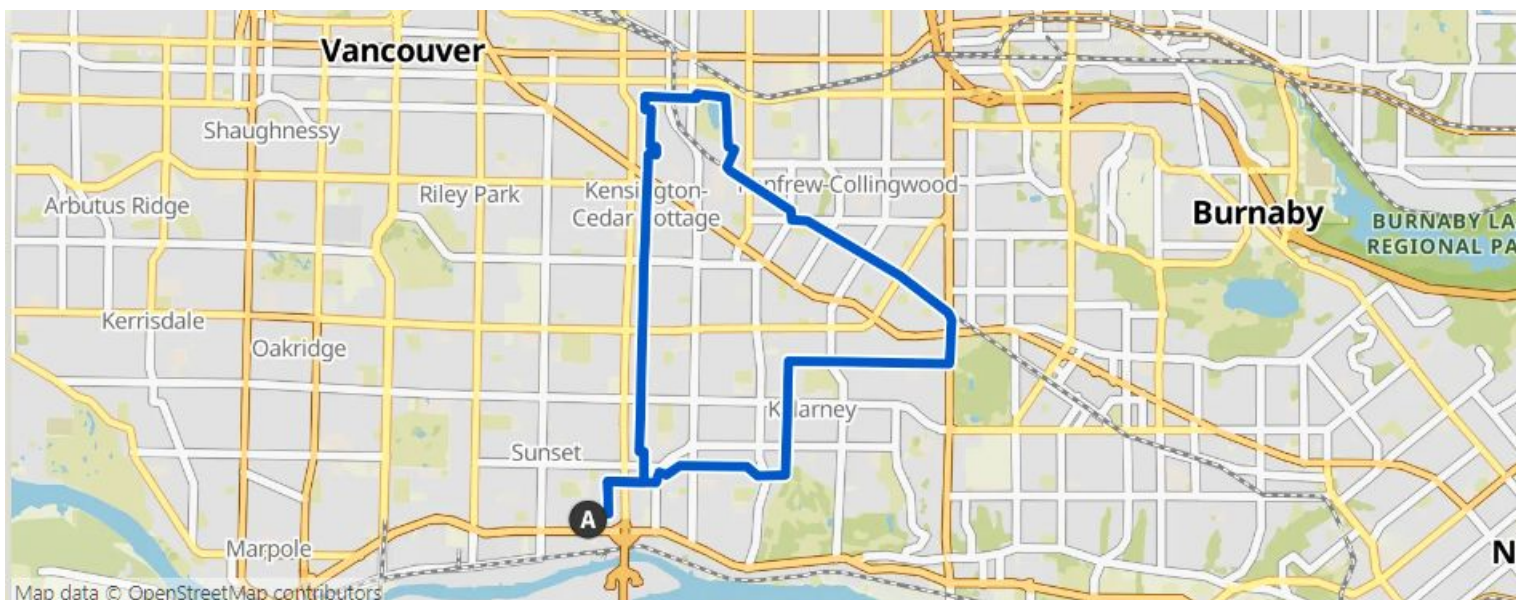 Vancouver
Shaughnessy
Arbutus Ridge
Riley Park
Kensington-
Cedar Cottage
Renfrew-Collingwood
Burnaby
BURNABY LA
REGIONAL PA
Kerrisdale
Oakridge
Killarney
Sunset
A
Marpole
N
Map data © OpenStreetMap contributors